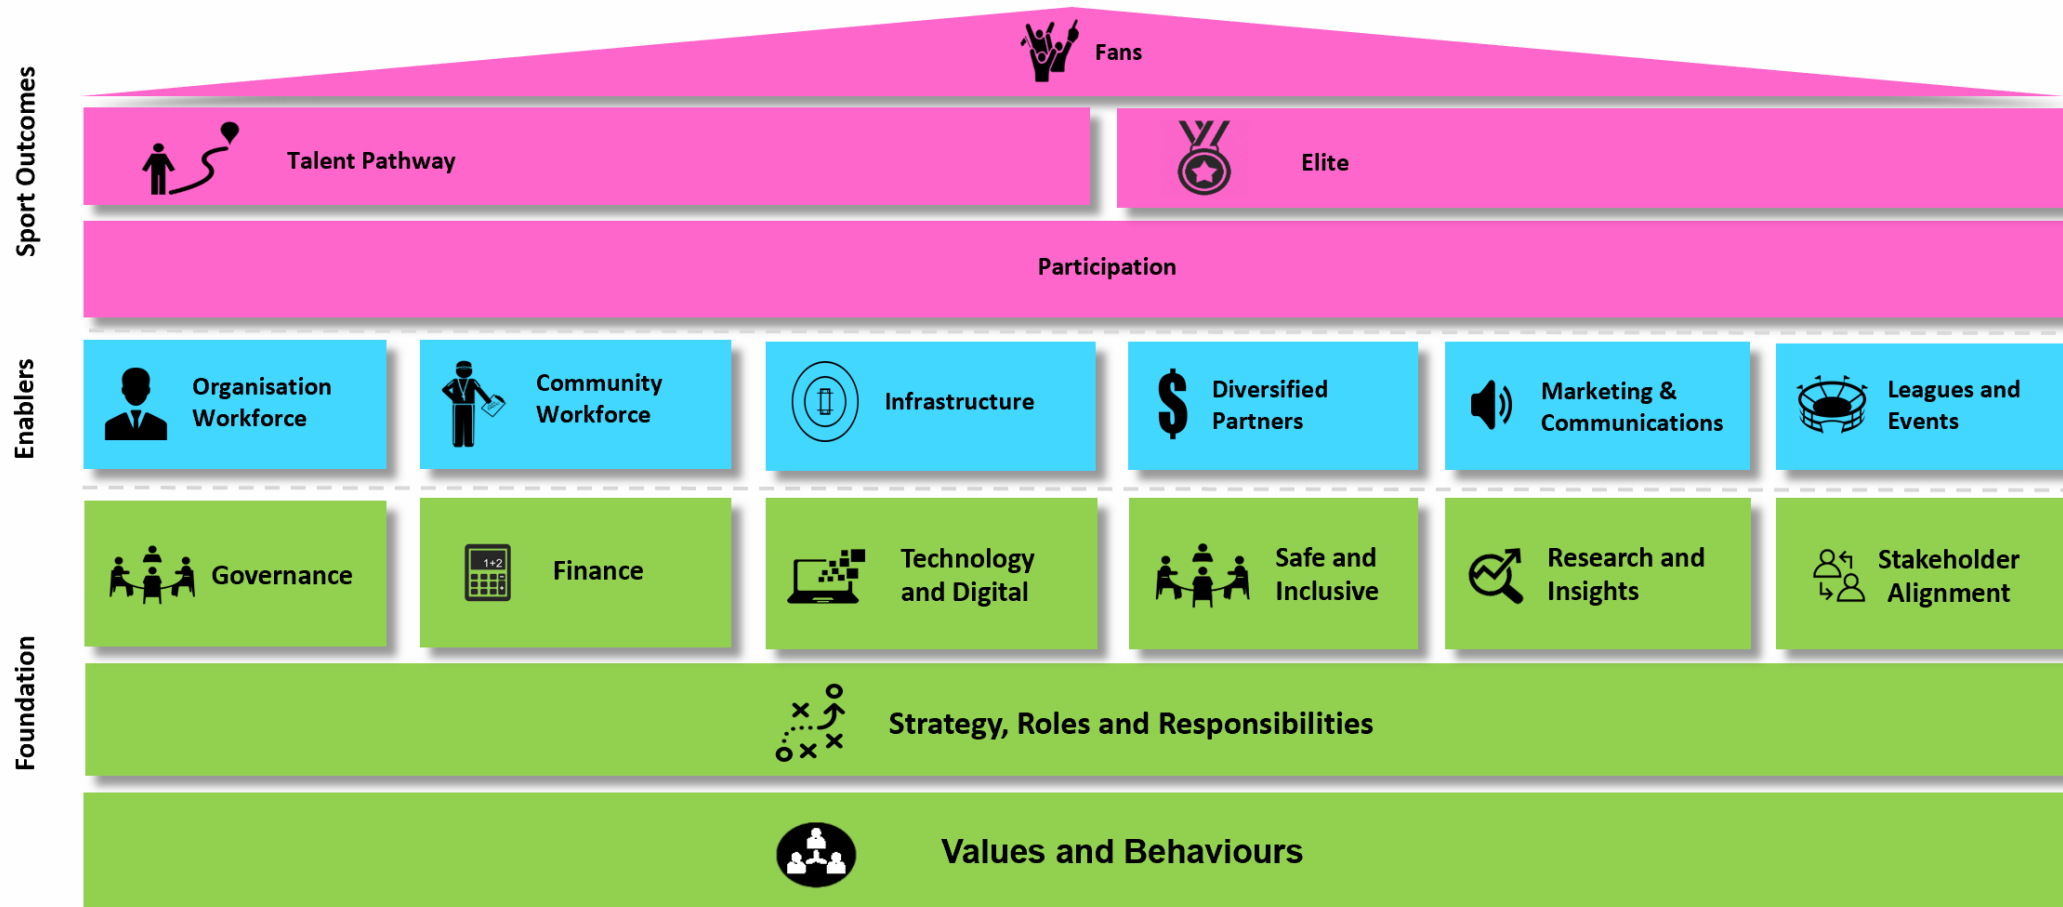 Fans
Sport Outcomes
Talent Pathway
Elite
Participation
Enablers
Organisation
Workforce
Community
Workforce
Infrastructure
Diversified
Partners
Marketing &
Communications
Leagues and
Events
Foundation
Governance
1+2
Finance
Technology
and Digital
Safe and
Inclusive
Research and
Insights
Stakeholder
Alignment
Strategy, Roles and Responsibilities
Values and Behaviours